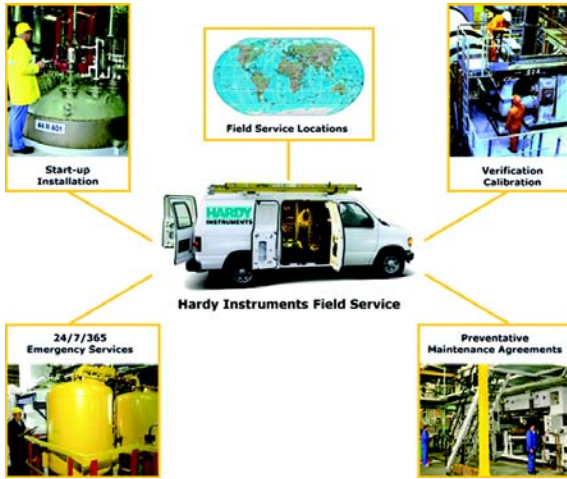 Field Service Locations
Start-up
Installation
Verification
Calibration
HARDY
INSTRUMENTS
Hardy Instruments Field Service
24/7/365
Emergency Services
Preventative
Maintenance Agreements